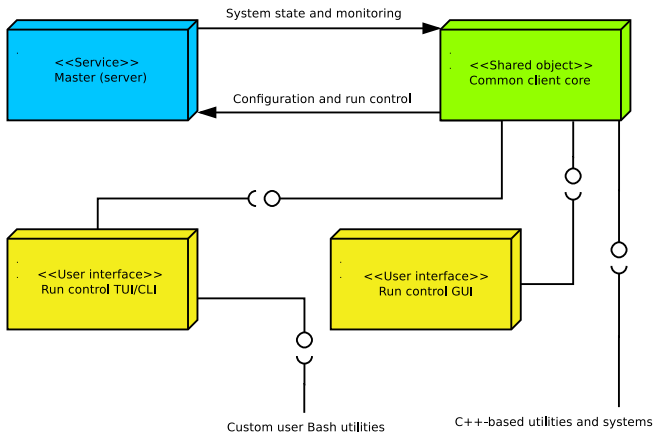 System state and monitoring
<<Service>>
Master (server)
<<Shared object>>
Common client core
Configuration and run control
<<User interface>>
Run control TUI/CLI
<<User interface>>
Run control GUI
Custom user Bash utilities
C++-based utilities and systems